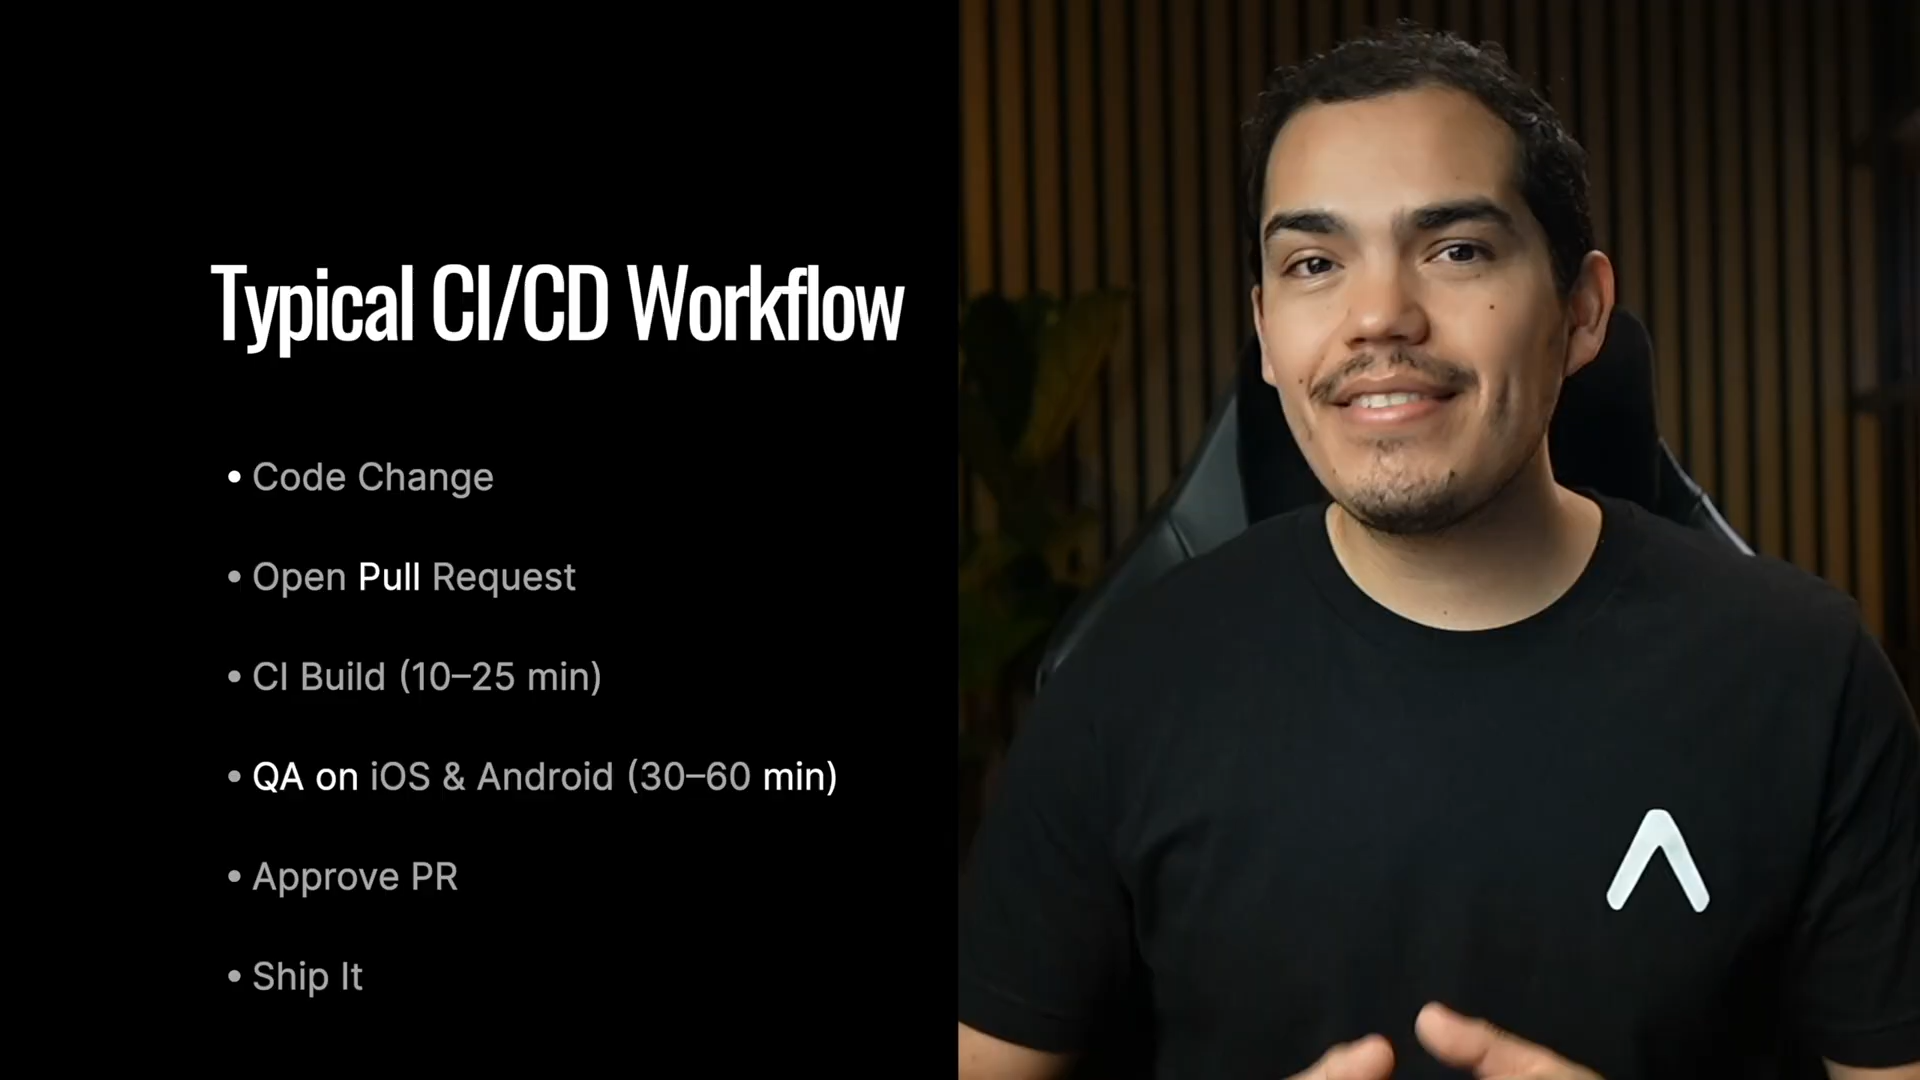 Typical CI/CD Workflow
• Code Change
• Open Pull Request
• CI Build (10–25 min)
• QA on iOS & Android (30–60 min)
• Approve PR
• Ship It